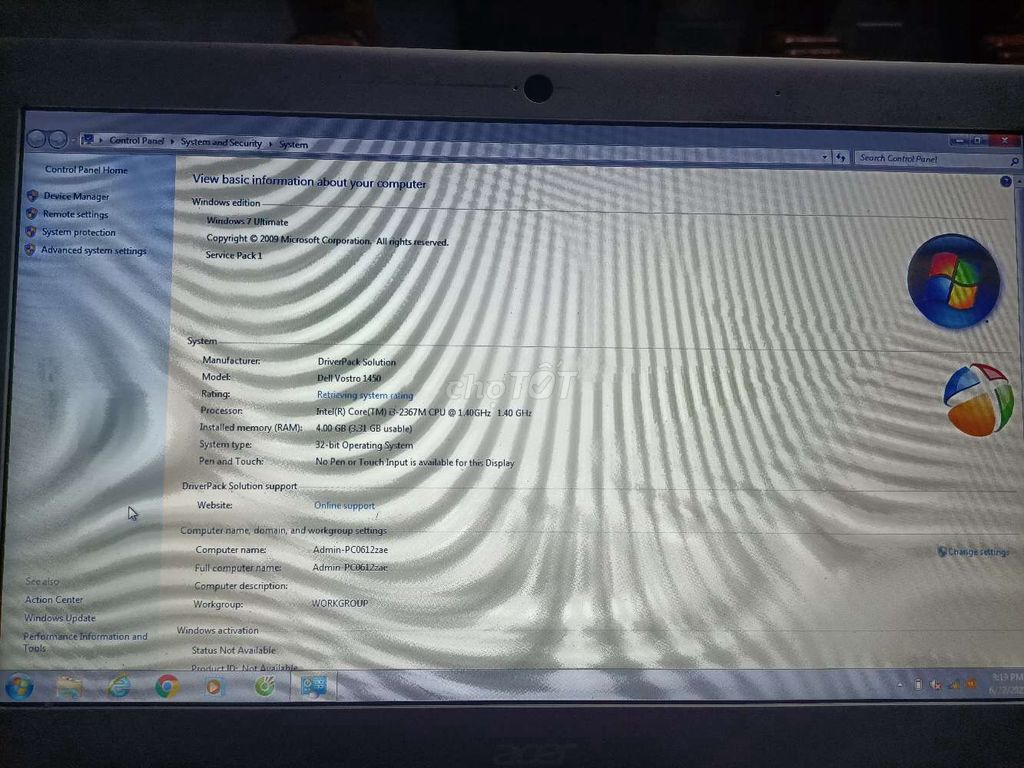 Control Panel ▸ System and Security ▸ System
Search Control Panel
Control Panel Home
Device Manager
Remote settings
System protection
Advanced system settings
View basic information about your computer
Windows edition
Windows 7 Ultimate
Copyright © 2009 Microsoft Corporation. All rights reserved.
Service Pack 1
System
Manufacturer: DriverPack Solution
Model: Dell Vostro 1450
Rating: Retrieving system rating
Processor: Intel(R) Core(TM) i3-2367M CPU @ 1.40GHz 1.40 GHz
Installed memory (RAM): 4.00 GB (3.31 GB usable)
System type: 32-bit Operating System
Pen and Touch: No Pen or Touch Input is available for this Display
DriverPack Solution support
Website: Online support
Computer name, domain, and workgroup settings
Computer name: Admin-PC0612zae
Change settings
Full computer name: Admin-PC0612zae
Computer description:
Workgroup: WORKGROUP
Windows activation
Status Not Available
Product ID: Not Available
See also
Action Center
Windows Update
Performance Information and
Tools
choTỐT
9:19 PM
acer